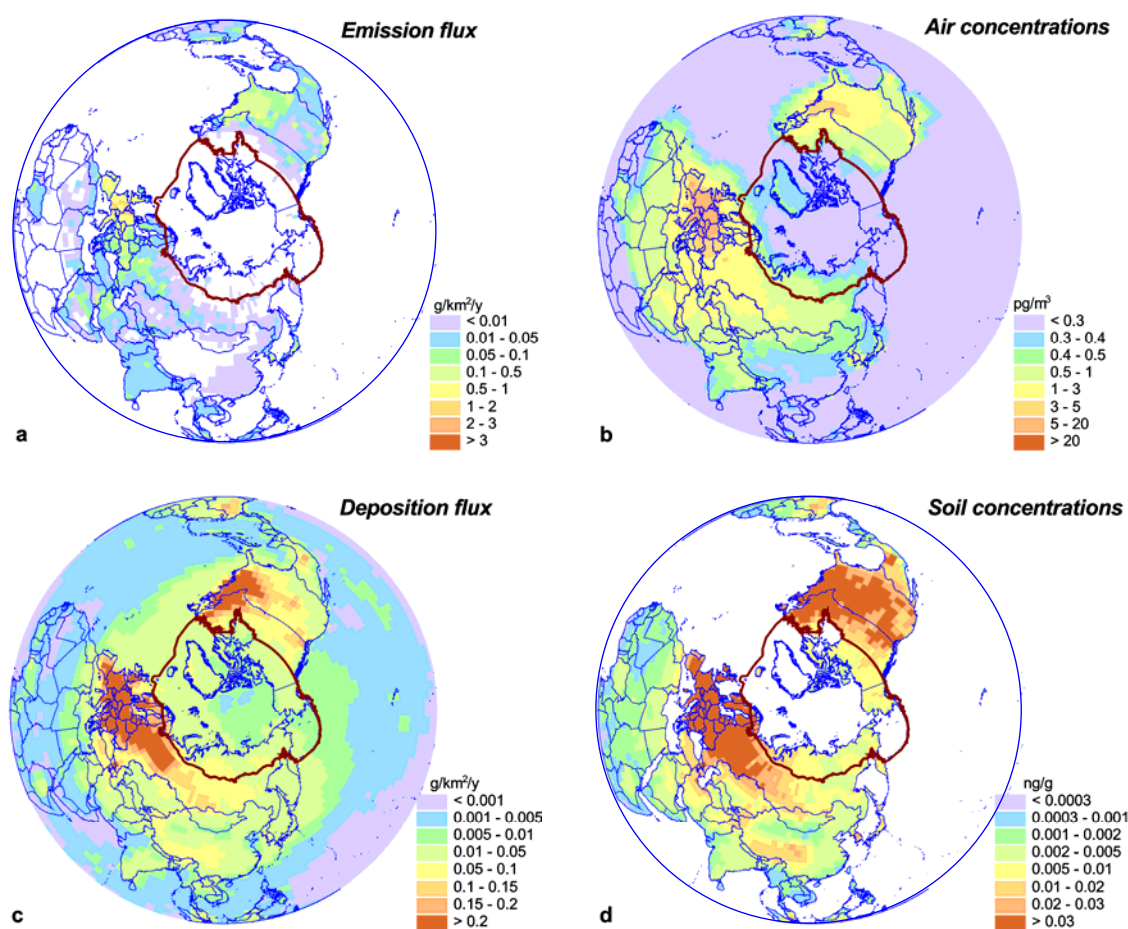 Emission flux
g/km²/y
< 0.01
0.01 - 0.05
0.05 - 0.1
0.1 - 0.5
0.5 - 1
1 - 2
2 - 3
> 3
a
Air concentrations
pg/m³
< 0.3
0.3 - 0.4
0.4 - 0.5
0.5 - 1
1 - 3
3 - 5
5 - 20
> 20
b
Deposition flux
g/km²/y
< 0.001
0.001 - 0.005
0.005 - 0.01
0.01 - 0.05
0.05 - 0.1
0.1 - 0.15
0.15 - 0.2
> 0.2
c
Soil concentrations
ng/g
< 0.0003
0.0003 - 0.001
0.001 - 0.002
0.002 - 0.005
0.005 - 0.01
0.01 - 0.02
0.02 - 0.03
> 0.03
d